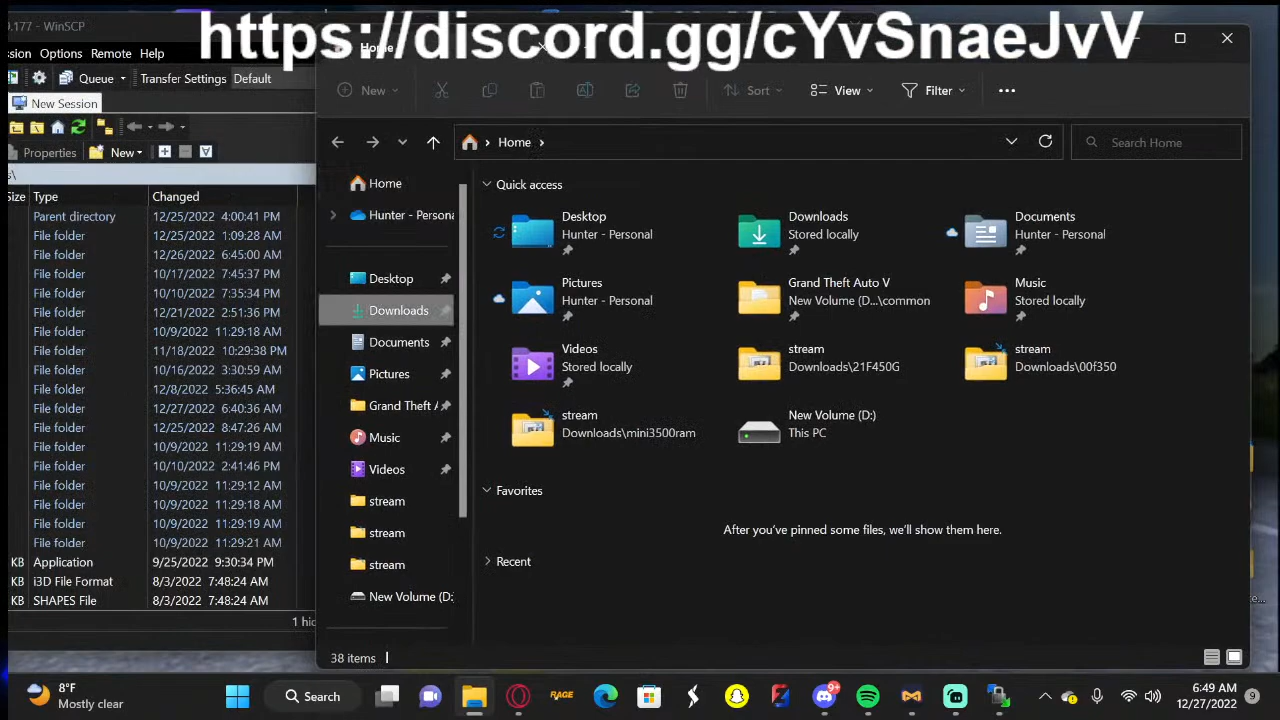 https://discord.gg/cYvSnaeJvV
.177 - WinSCP
Home
ssion Options Remote Help
Queue Transfer Settings Default
New Session
Properties New
s\
Size Type Changed
Parent directory 12/25/2022 4:00:41 PM
File folder 12/25/2022 1:09:28 AM
File folder 12/26/2022 6:45:00 AM
File folder 10/17/2022 7:45:37 PM
File folder 10/10/2022 7:35:34 PM
File folder 12/21/2022 2:51:36 PM
File folder 10/9/2022 11:29:18 AM
File folder 11/18/2022 10:29:38 PM
File folder 10/16/2022 3:30:59 AM
File folder 12/8/2022 5:36:45 AM
File folder 12/27/2022 6:40:36 AM
File folder 12/25/2022 8:47:26 AM
File folder 10/9/2022 11:29:19 AM
File folder 10/10/2022 2:41:46 PM
File folder 10/9/2022 11:29:12 AM
File folder 10/9/2022 11:29:18 AM
File folder 10/9/2022 11:29:19 AM
File folder 10/9/2022 11:29:21 AM
KB Application 9/25/2022 9:30:34 PM
KB i3D File Format 8/3/2022 7:48:24 AM
KB SHAPES File 8/3/2022 7:48:24 AM
1 hid
New Sort View Filter
Home
Search Home
Home
Hunter - Persona
Desktop
Downloads
Documents
Pictures
Grand Theft A
Music
Videos
stream
stream
stream
New Volume (D:
Quick access
Desktop
Hunter - Personal
Downloads
Stored locally
Documents
Hunter - Personal
Pictures
Hunter - Personal
Grand Theft Auto V
New Volume (D...\common
Music
Stored locally
Videos
Stored locally
stream
Downloads\21F450G
stream
Downloads\00f350
stream
Downloads\mini3500ram
New Volume (D:)
This PC
Favorites
After you've pinned some files, we'll show them here.
Recent
38 items
8°F
Mostly clear
Search
RAGE
9+
6:49 AM
12/27/2022
9